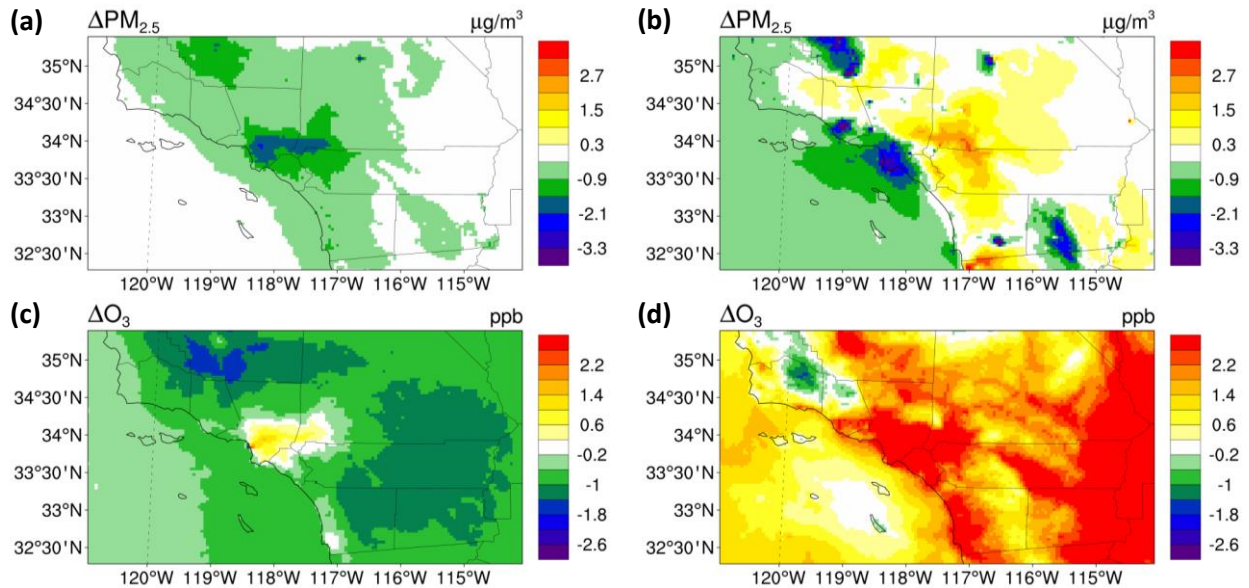 (a) ΔPM2.5 μg/m³
35°N
34°30'N
34°N
33°30'N
33°N
32°30'N
120°W 119°W 118°W 117°W 116°W 115°W
2.7
1.5
0.3
-0.9
-2.1
-3.3
(b) ΔPM2.5 μg/m³
35°N
34°30'N
34°N
33°30'N
33°N
32°30'N
120°W 119°W 118°W 117°W 116°W 115°W
2.7
1.5
0.3
-0.9
-2.1
-3.3
(c) ΔO3 ppb
35°N
34°30'N
34°N
33°30'N
33°N
32°30'N
120°W 119°W 118°W 117°W 116°W 115°W
2.2
1.4
0.6
-0.2
-1
-1.8
-2.6
(d) ΔO3 ppb
35°N
34°30'N
34°N
33°30'N
33°N
32°30'N
120°W 119°W 118°W 117°W 116°W 115°W
2.2
1.4
0.6
-0.2
-1
-1.8
-2.6